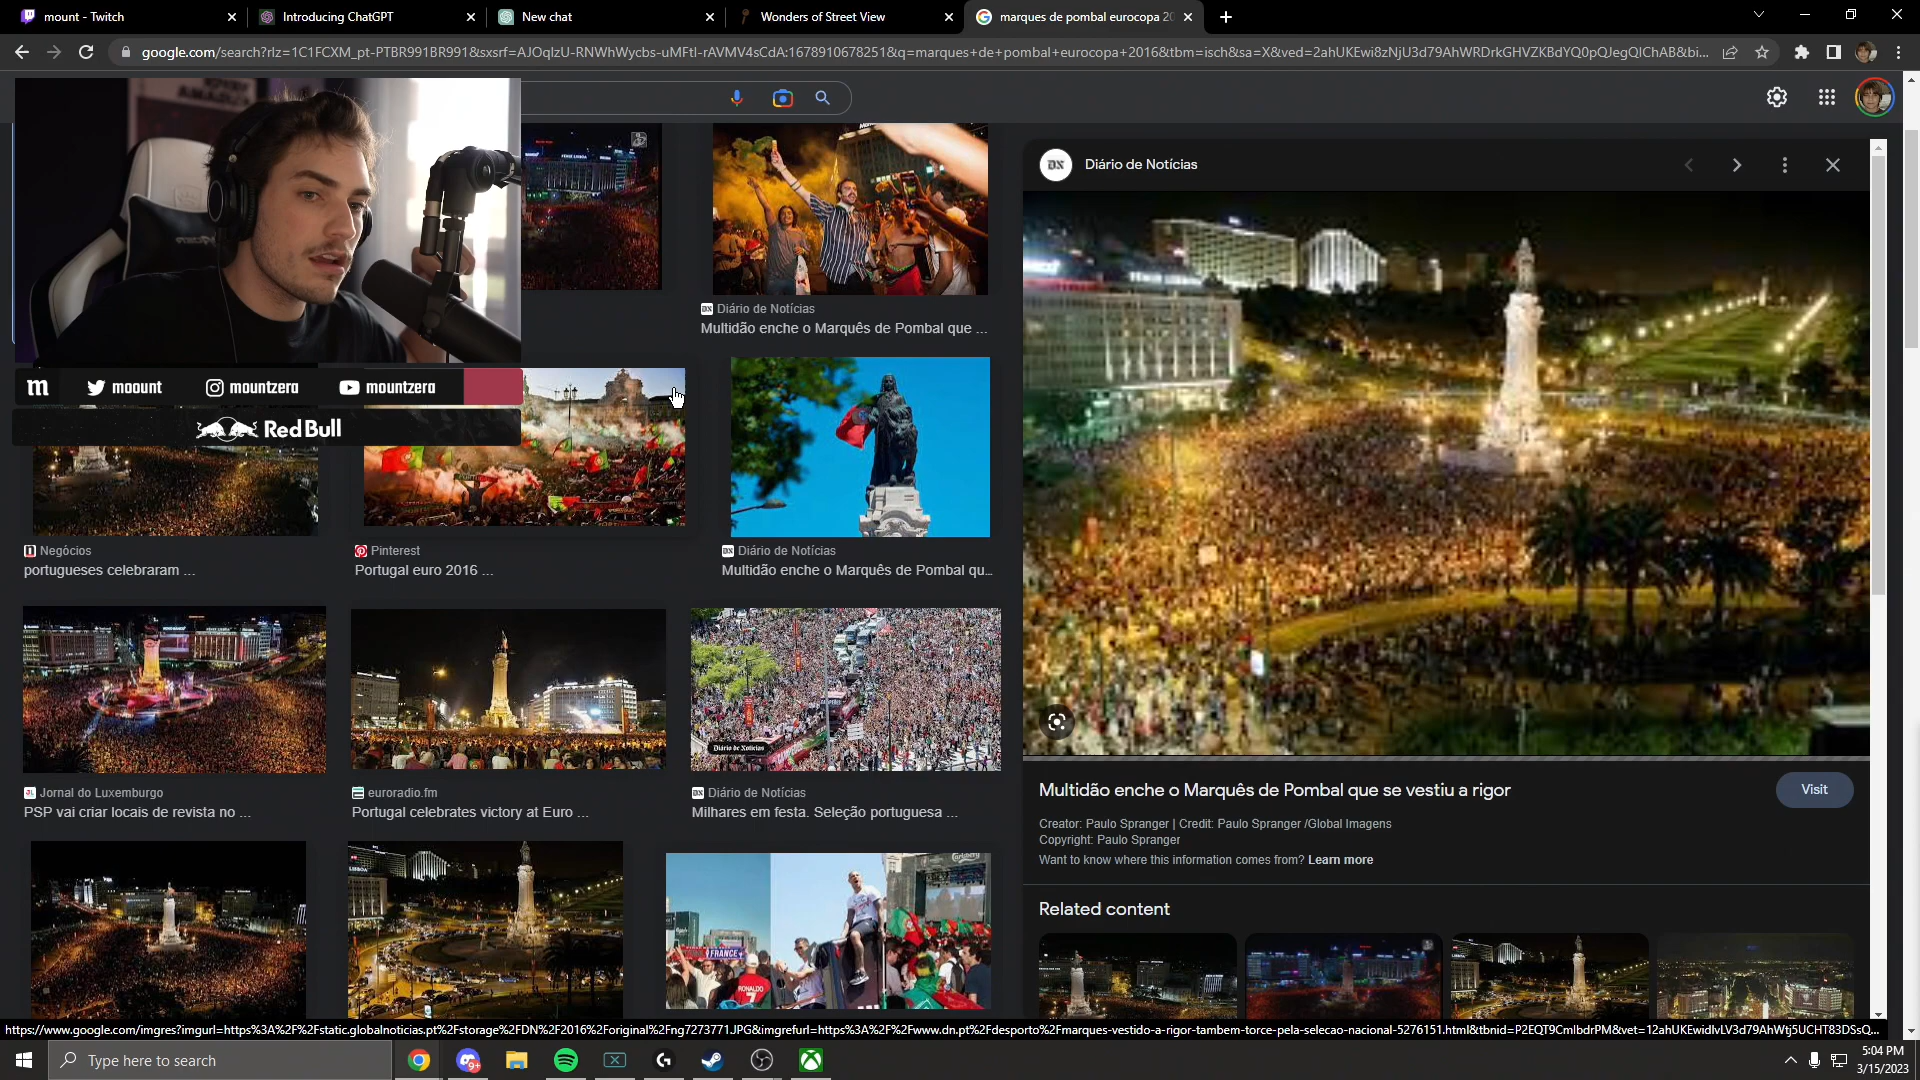 mount - Twitch
Introducing ChatGPT
New chat
Wonders of Street View
marques de pombal eurocopa 20
google.com/search?rlz=1C1FCXM_pt-PTBR991BR991&sxsrf=AJOqlzU-RNWhWycbs-uMFtl-rAVMV4sCdA:1678910678251&q=marques+de+pombal+eurocopa+2016&tbm=isch&sa=X&ved=2ahUKEwi8zNjU3d79AhWRDrkGHVZKBdYQ0pQJegQIChAB&bi...
DN Diário de Notícias
Diário de Notícias
Multidão enche o Marquês de Pombal que ...
m moount mountzera mountzera
Red Bull
Negócios
portugueses celebraram ...
Pinterest
Portugal euro 2016 ...
Diário de Notícias
Multidão enche o Marquês de Pombal qu...
Diário de Notícias
Jornal do Luxemburgo
PSP vai criar locais de revista no ...
euroradio.fm
Portugal celebrates victory at Euro ...
Diário de Notícias
Milhares em festa. Seleção portuguesa ...
FRANCE
RONALDO
7
Multidão enche o Marquês de Pombal que se vestiu a rigor
Visit
Creator: Paulo Spranger | Credit: Paulo Spranger /Global Imagens
Copyright: Paulo Spranger
Want to know where this information comes from? Learn more
Related content
https://www.google.com/imgres?imgurl=https%3A%2F%2Fstatic.globalnoticias.pt%2Fstorage%2FDN%2F2016%2Foriginal%2Fng7273771.JPG&imgrefurl=https%3A%2F%2Fwww.dn.pt%2Fdesporto%2Fmarques-vestido-a-rigor-tambem-torce-pela-selecao-nacional-5276151.html&tbnid=P2EQT9CmlbdrPM&vet=12ahUKEwidlvLV3d79AhWtj5UCHT83DSsQ...
Type here to search
9+
5:04 PM
3/15/2023